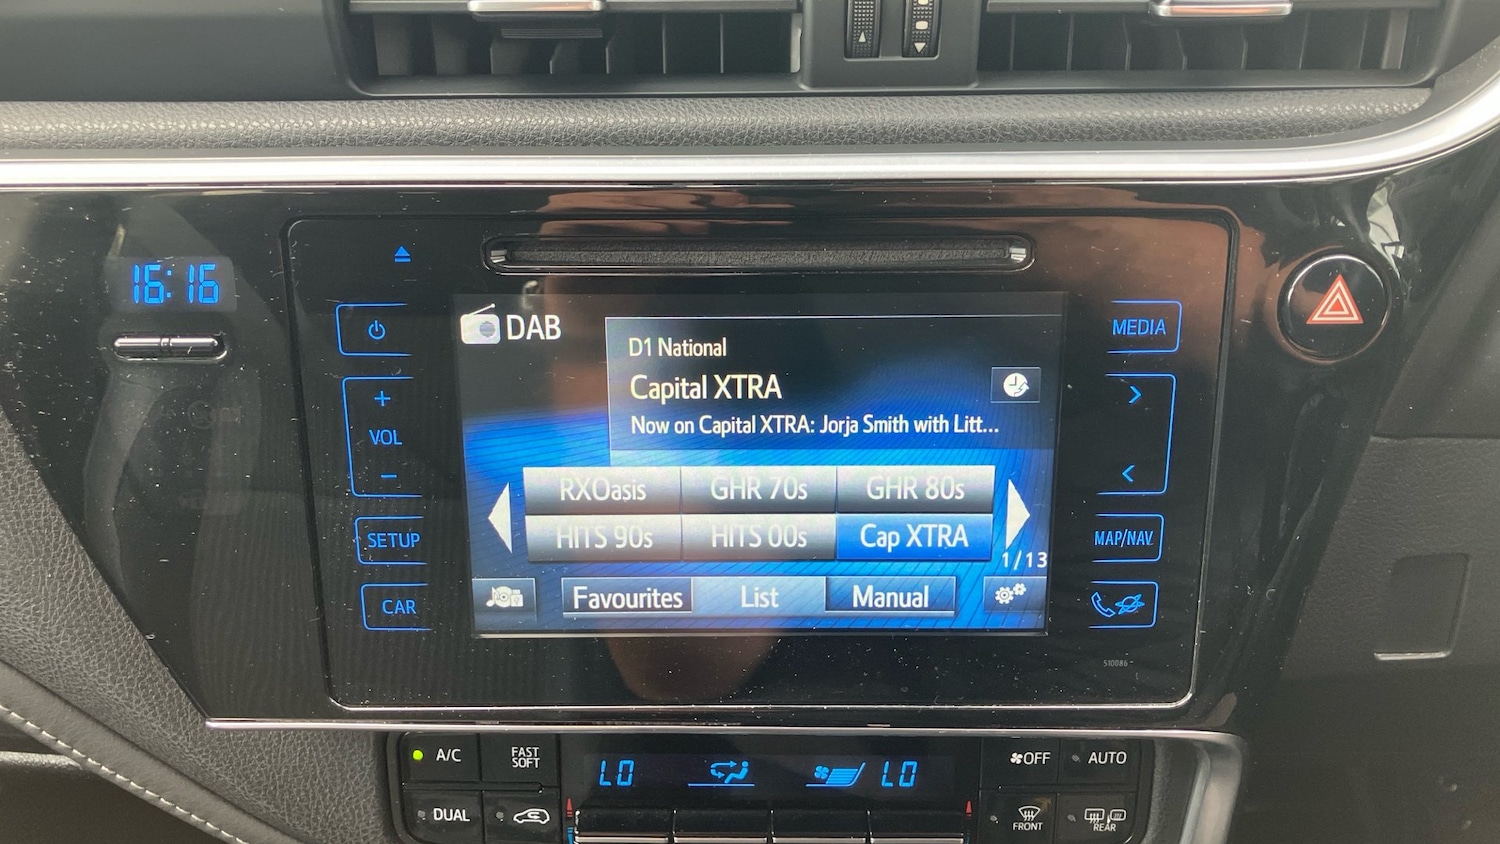 16:16
DAB
D1 National
Capital XTRA
Now on Capital XTRA: Jorja Smith with Litt...
MEDIA
+
VOL
-
>
<
RXOasis GHR 70s GHR 80s
HITS 90s HITS 00s Cap XTRA
1/13
SETUP
MAP/NAV
CAR
Favourites List Manual
510086
A/C
FAST
SOFT
LO
LO
OFF
AUTO
DUAL
FRONT
REAR